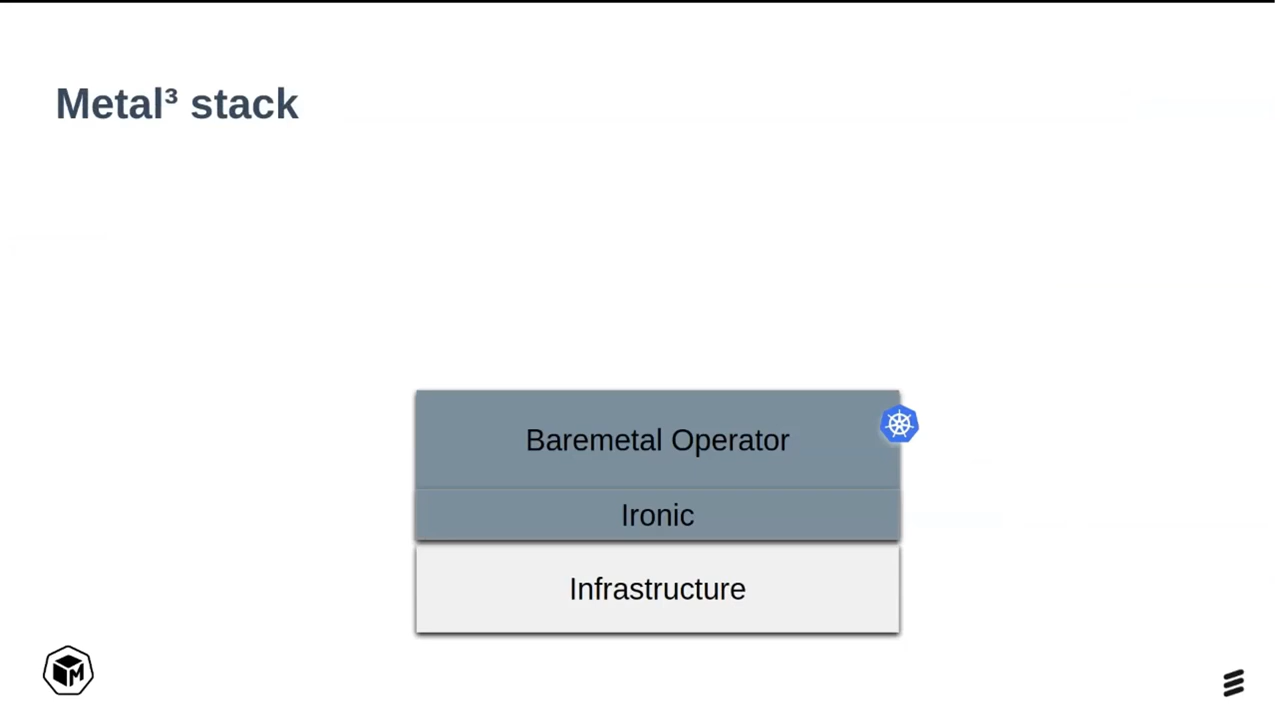 Metal³ stack
Baremetal Operator
Ironic
Infrastructure
M